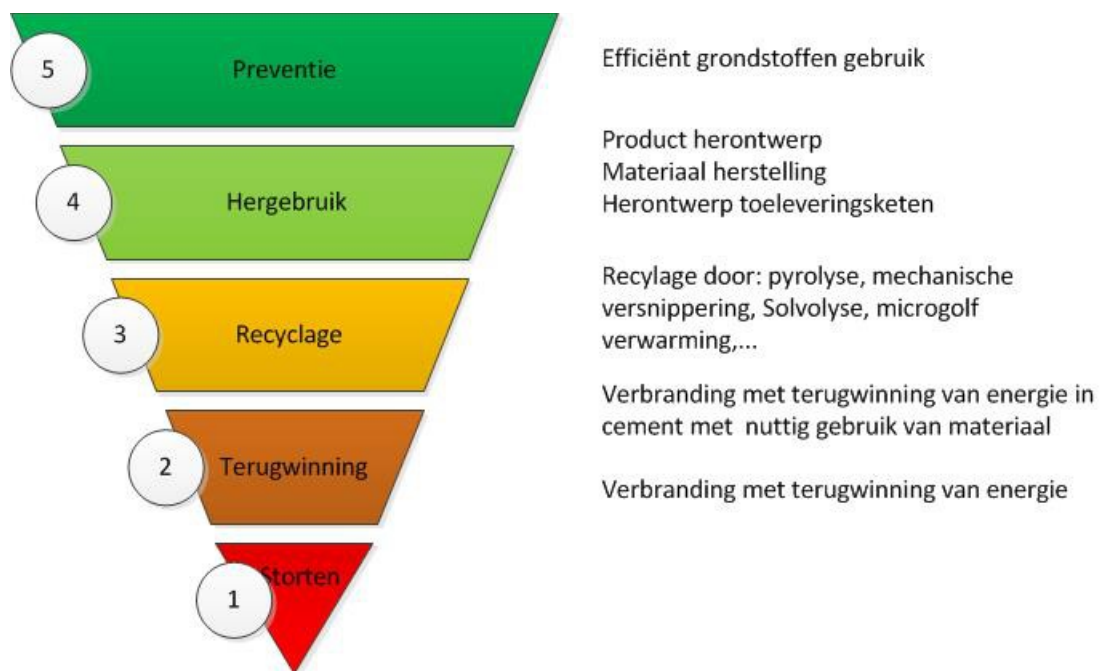 5
Preventie
Efficiënt grondstoffen gebruik
4
Hergebruik
Product herontwerp
Materiaal herstelling
Herontwerp toeleveringsketen
3
Recyclage
Recylage door: pyrolyse, mechanische
versnippering, Solvolyse, microgolf
verwarming,...
2
Terugwinning
Verbranding met terugwinning van energie in
cement met  nuttig gebruik van materiaal
Verbranding met terugwinning van energie
1
Storten